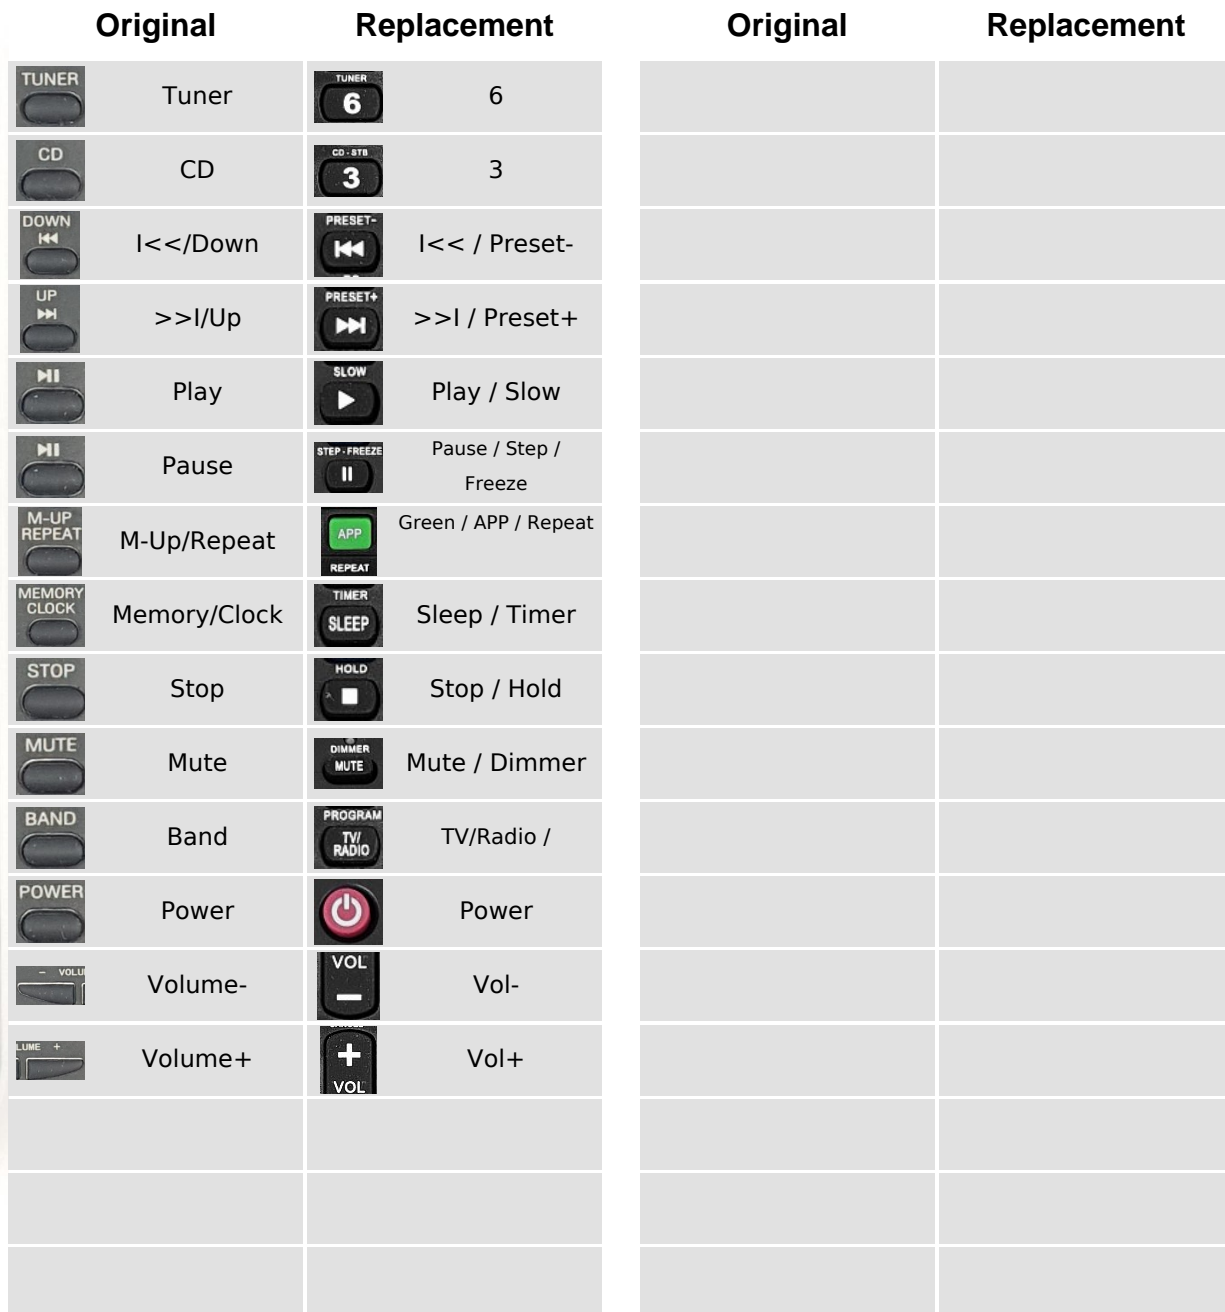 Original Replacement Original Replacement
TUNER Tuner TUNER 6 6
CD CD CD-STB 3 3
DOWN I<</Down PRESET- I<< / Preset-
UP >>I/Up PRESET+ >>I / Preset+
Play SLOW Play / Slow
Pause STEP-FREEZE Pause / Step /
Freeze
M-UP
REPEAT M-Up/Repeat APP Green / APP / Repeat
REPEAT
MEMORY
CLOCK Memory/Clock TIMER
SLEEP Sleep / Timer
STOP Stop HOLD Stop / Hold
MUTE Mute DIMMER
MUTE Mute / Dimmer
BAND Band PROGRAM
TV/
RADIO TV/Radio /
POWER Power Power
- VOLU Volume- VOL
- Vol-
LUME + Volume+ +
VOL Vol+